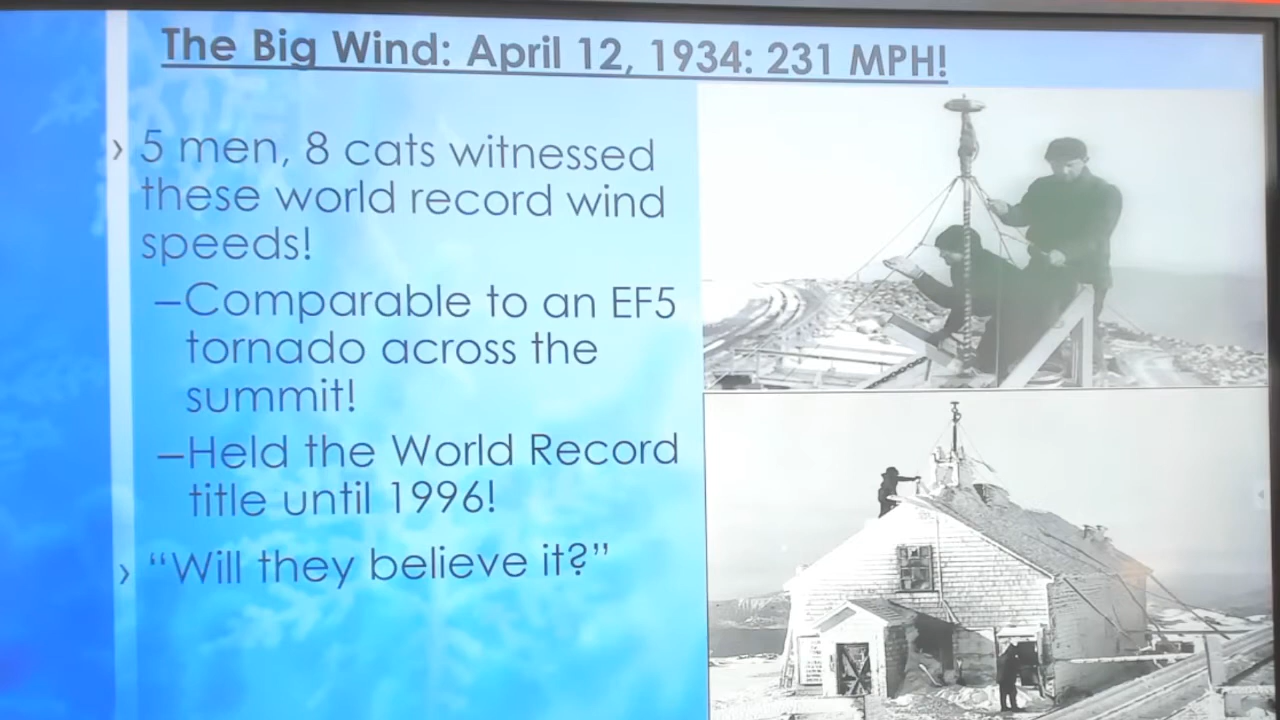 The Big Wind: April 12, 1934: 231 MPH!
› 5 men, 8 cats witnessed
these world record wind
speeds!
–Comparable to an EF5
tornado across the
summit!
–Held the World Record
title until 1996!
› “Will they believe it?”